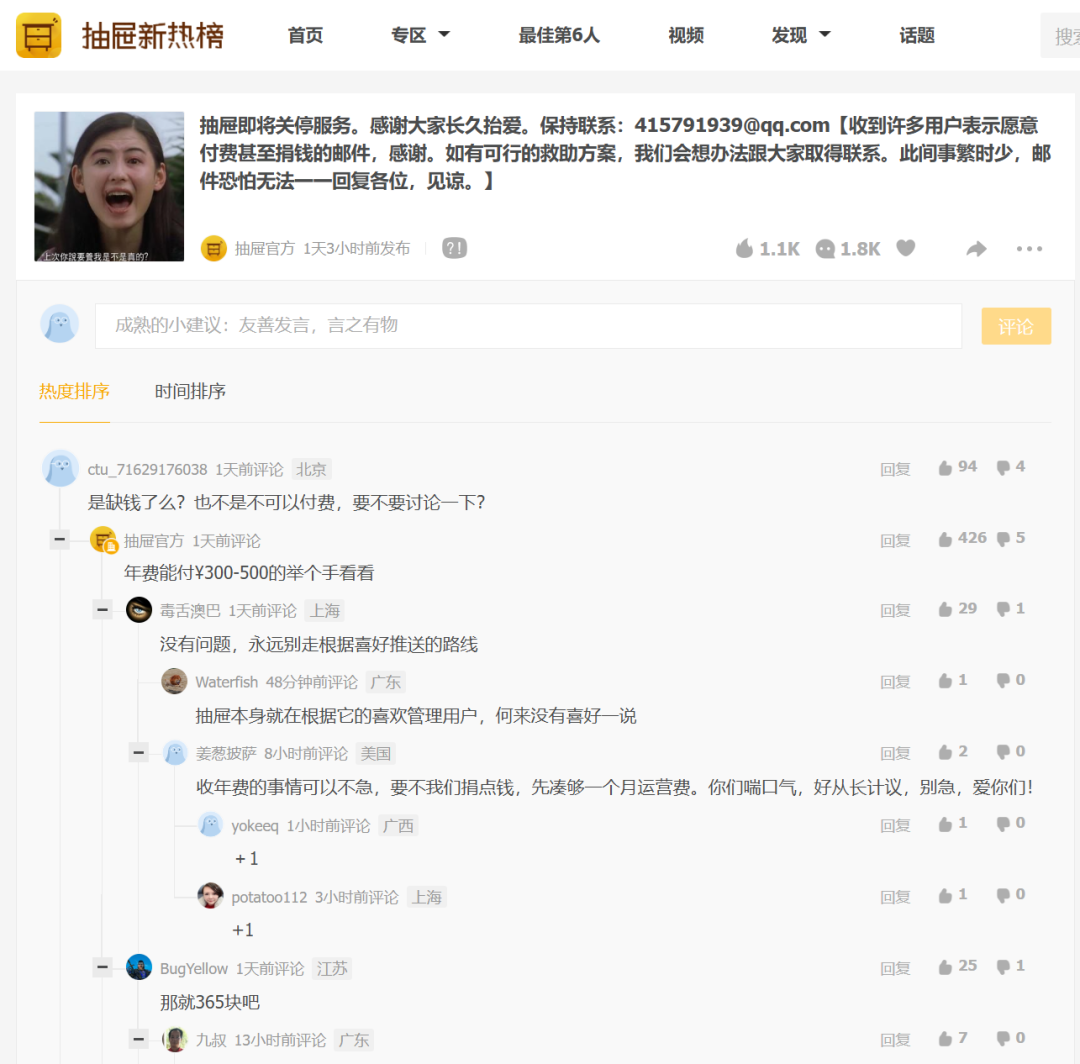 抽屉新热榜 首页 专区 最佳第6人 视频 发现 话题 搜索
抽屉即将关停服务。感谢大家长久抬爱。保持联系：415791939@qq.com【收到许多用户表示愿意
付费甚至捐钱的邮件，感谢。如有可行的救助方案，我们会想办法跟大家取得联系。此间事繁时少，邮
件恐怕无法一一回复各位，见谅。】
上次你說要養我是不是真的?
抽屉官方 1天3小时前发布 ?! 1.1K 1.8K
成熟的小建议：友善发言，言之有物 评论
热度排序 时间排序
ctu_71629176038 1天前评论 北京 回复 94 4
是缺钱了么？也不是不可以付费，要不要讨论一下？
抽屉官方 1天前评论 回复 426 5
年费能付¥300-500的举个手看看
毒舌澳巴 1天前评论 上海 回复 29 1
没有问题，永远别走根据喜好推送的路线
Waterfish 48分钟前评论 广东 回复 1 0
抽屉本身就在根据它的喜欢管理用户，何来没有喜好一说
姜葱披萨 8小时前评论 美国 回复 2 0
收年费的事情可以不急，要不我们捐点钱，先凑够一个月运营费。你们喘口气，好从长计议，别急，爱你们！
yokeeq 1小时前评论 广西 回复 1 0
+1
potatoo112 3小时前评论 上海 回复 1 0
+1
BugYellow 1天前评论 江苏 回复 25 1
那就365块吧
九叔 13小时前评论 广东 回复 7 0